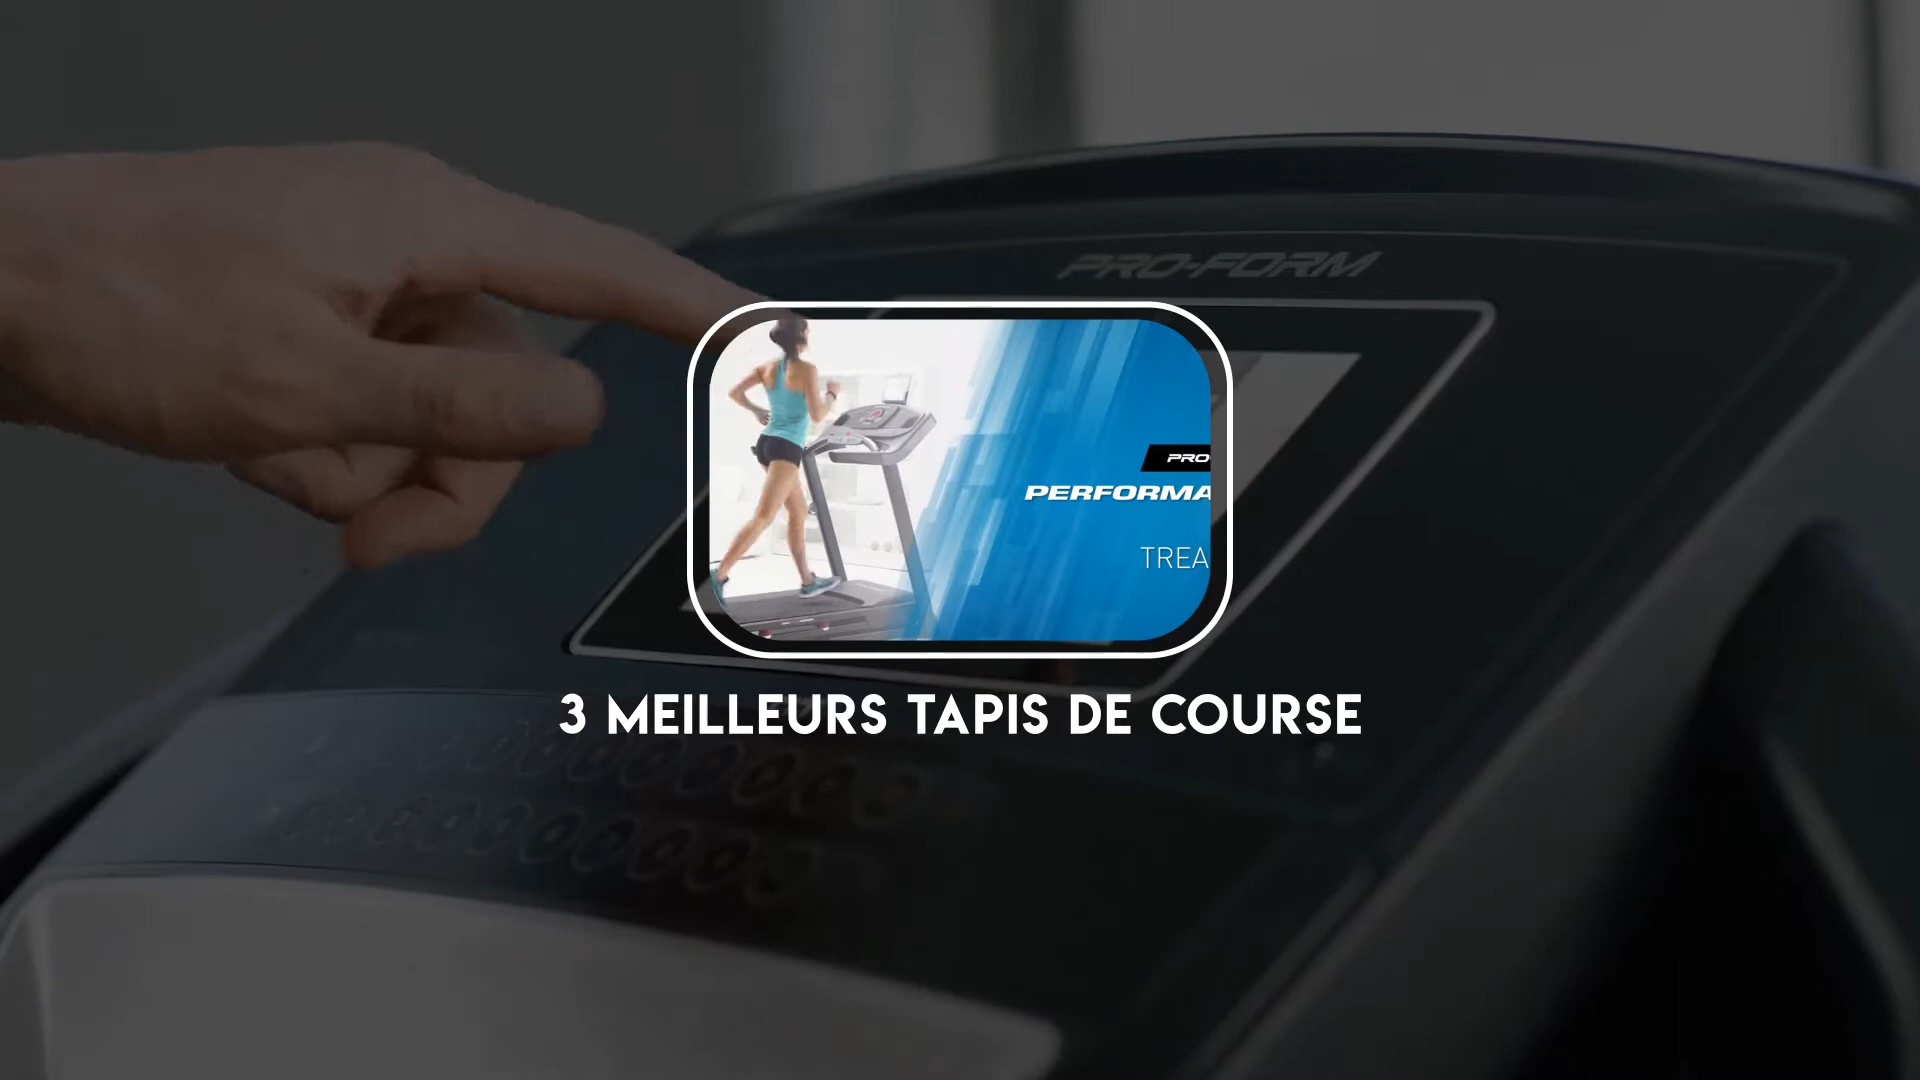 PRO-FORM
PRO
PERFORMA
TREA
3 MEILLEURS TAPIS DE COURSE